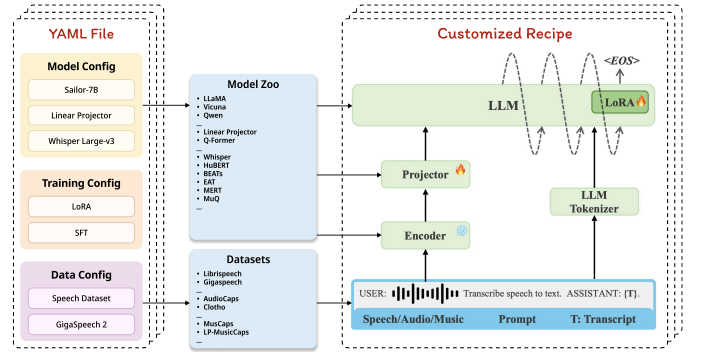 YAML File
Model Config
Sailor-7B
Linear Projector
Whisper Large-v3
Training Config
LoRA
SFT
Data Config
Speech Dataset
GigaSpeech 2
Model Zoo
• LLaMA
• Vicuna
• Qwen
...
• Linear Projector
• Q-Former
...
• Whisper
• HuBERT
• BEATs
• EAT
• MERT
• MuQ
...
Datasets
• Librispeech
• Gigaspeech
...
• AudioCaps
• Clotho
...
• MusCaps
• LP-MusicCaps
...
Customized Recipe
<EOS>
LLM
LoRA
Projector
Encoder
LLM
Tokenizer
USER: Transcribe speech to text. ASSISTANT: {T}.
Speech/Audio/Music Prompt T: Transcript